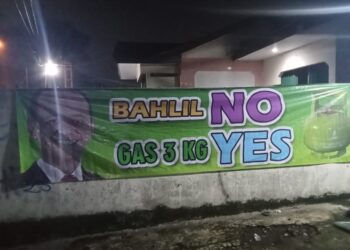 BAHLIL NO
GAS 3 KG YES